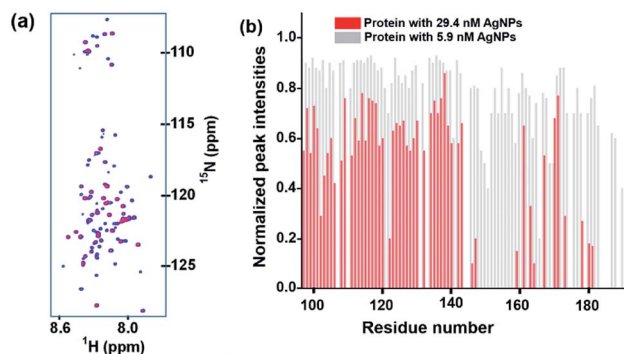 (a)
110
115
120
125
¹⁵N (ppm)
8.6 8.0
¹H (ppm)
(b)
Protein with 29.4 nM AgNPs
Protein with 5.9 nM AgNPs
Normalized peak intensities
1.0
0.8
0.6
0.4
0.2
0.0
100 120 140 160 180
Residue number